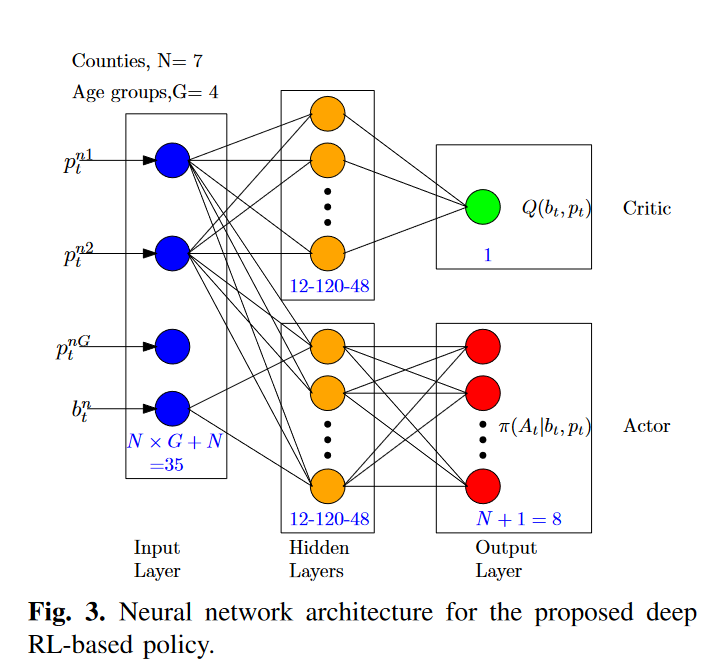 Counties, N= 7
Age groups,G= 4
p_t^{n1}
p_t^{n2}
p_t^{nG}
b_t^n
N × G + N
=35
12-120-48
12-120-48
Q(b_t, p_t)
1
Critic
π(A_t|b_t, p_t)
N + 1 = 8
Actor
Input
Layer
Hidden
Layers
Output
Layer
Fig. 3. Neural network architecture for the proposed deep
RL-based policy.